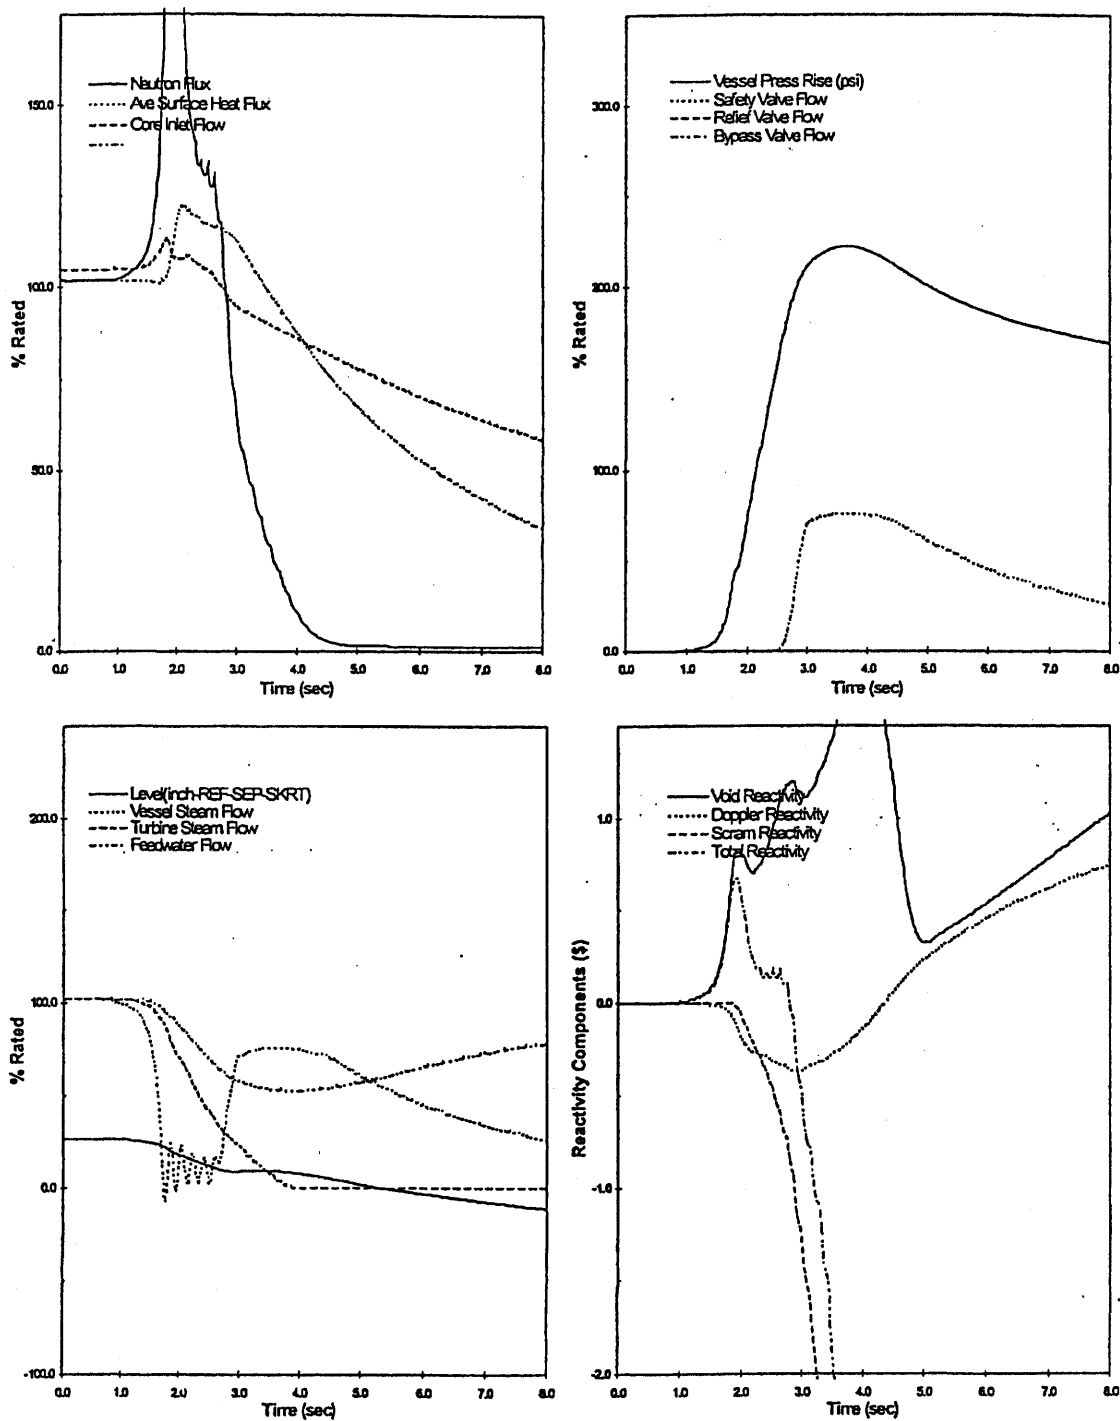 Neutron Flux
Ave Surface Heat Flux
Core Inlet Flow
150.0
100.0
50.0
0.0
% Rated
0.0 1.0 2.0 3.0 4.0 5.0 6.0 7.0 8.0
Time (sec)
Vessel Press Rise (psi)
Safety Valve Flow
Relief Valve Flow
Bypass Valve Flow
300.0
200.0
100.0
0.0
% Rated
0.0 1.0 2.0 3.0 4.0 5.0 6.0 7.0 8.0
Time (sec)
Level(inch-REF-SEP-SKRT)
Vessel Steam Flow
Turbine Steam Flow
Feedwater Flow
200.0
100.0
0.0
-100.0
% Rated
0.0 1.0 2.0 3.0 4.0 5.0 6.0 7.0 8.0
Time (sec)
Void Reactivity
Doppler Reactivity
Scram Reactivity
Total Reactivity
1.0
0.0
-1.0
-2.0
Reactivity Components ($)
0.0 1.0 2.0 3.0 4.0 5.0 6.0 7.0 8.0
Time (sec)